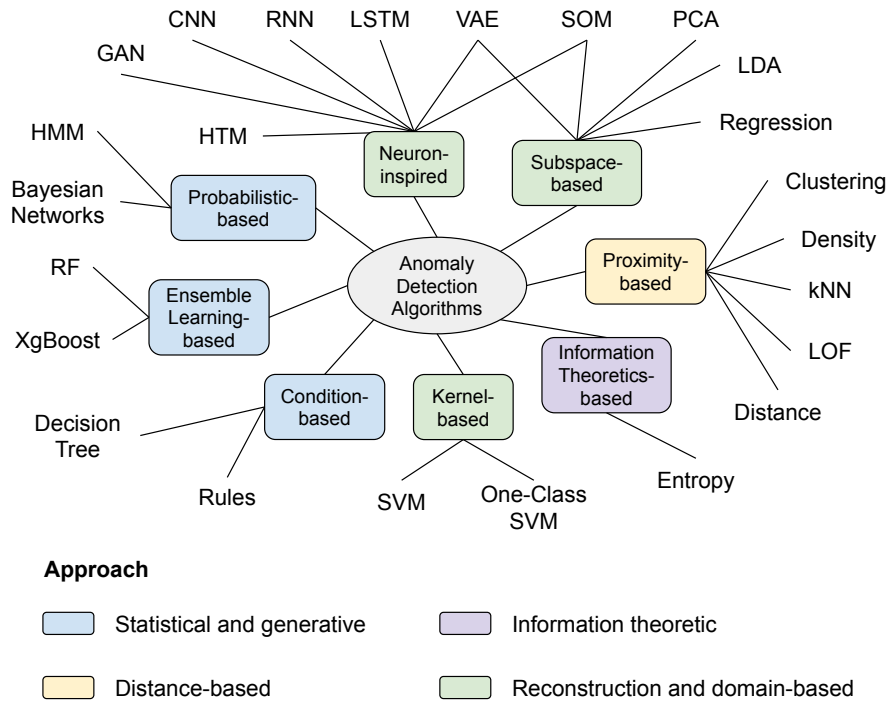 CNN
RNN
LSTM
VAE
SOM
PCA
GAN
LDA
HMM
HTM
Regression
Neuron-
inspired
Subspace-
based
Clustering
Bayesian
Networks
Probabilistic-
based
Density
RF
Anomaly
Detection
Algorithms
Proximity-
based
kNN
Ensemble
Learning-
based
XgBoost
LOF
Information
Theoretics-
based
Condition-
based
Kernel-
based
Distance
Decision
Tree
Rules
SVM
One-Class
SVM
Entropy
Approach
Statistical and generative
Information theoretic
Distance-based
Reconstruction and domain-based